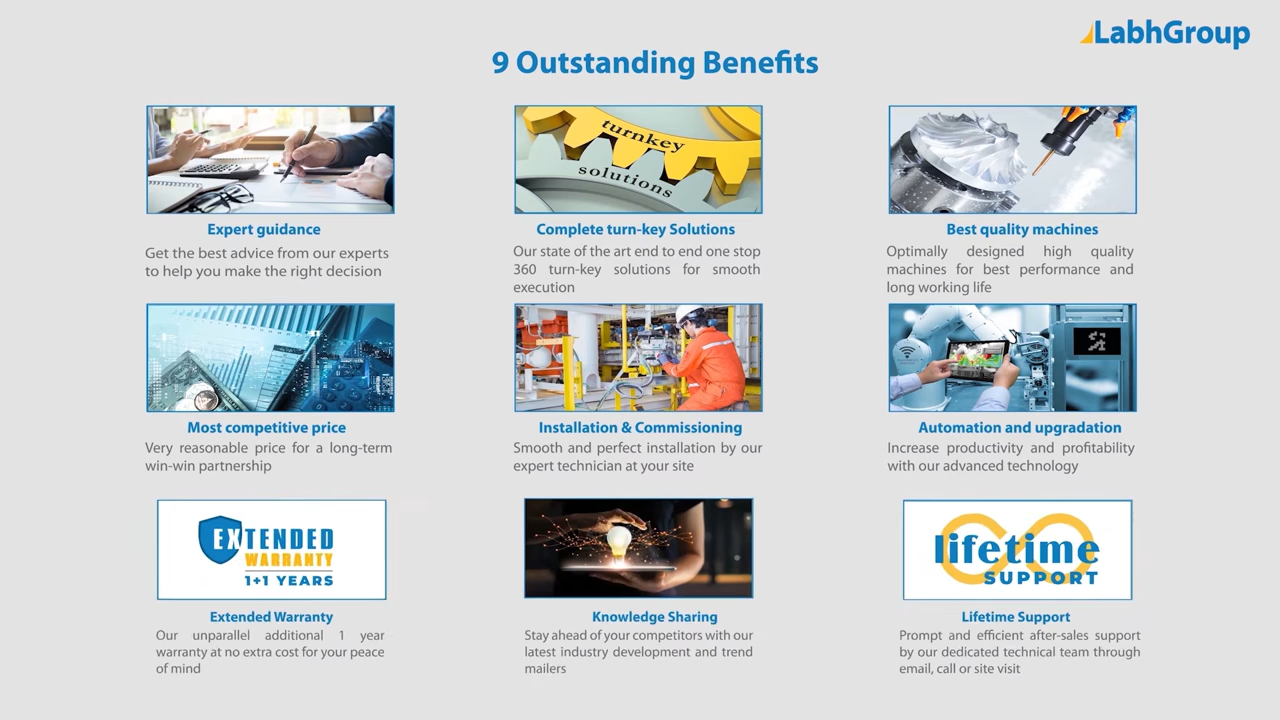 LabhGroup
9 Outstanding Benefits
turnkey
solutions
Expert guidance
Get the best advice from our experts
to help you make the right decision
Complete turn-key Solutions
Our state of the art end to end one stop
360 turn-key solutions for smooth
execution
Best quality machines
Optimally designed high quality
machines for best performance and
long working life
Most competitive price
Very reasonable price for a long-term
win-win partnership
Installation & Commissioning
Smooth and perfect installation by our
expert technician at your site
Automation and upgradation
Increase productivity and profitability
with our advanced technology
EXTENDED
WARRANTY
1+1 YEARS
Extended Warranty
Our unparallel additional 1 year
warranty at no extra cost for your peace
of mind
Knowledge Sharing
Stay ahead of your competitors with our
latest industry development and trend
mailers
lifetime
SUPPORT
Lifetime Support
Prompt and efficient after-sales support
by our dedicated technical team through
email, call or site visit